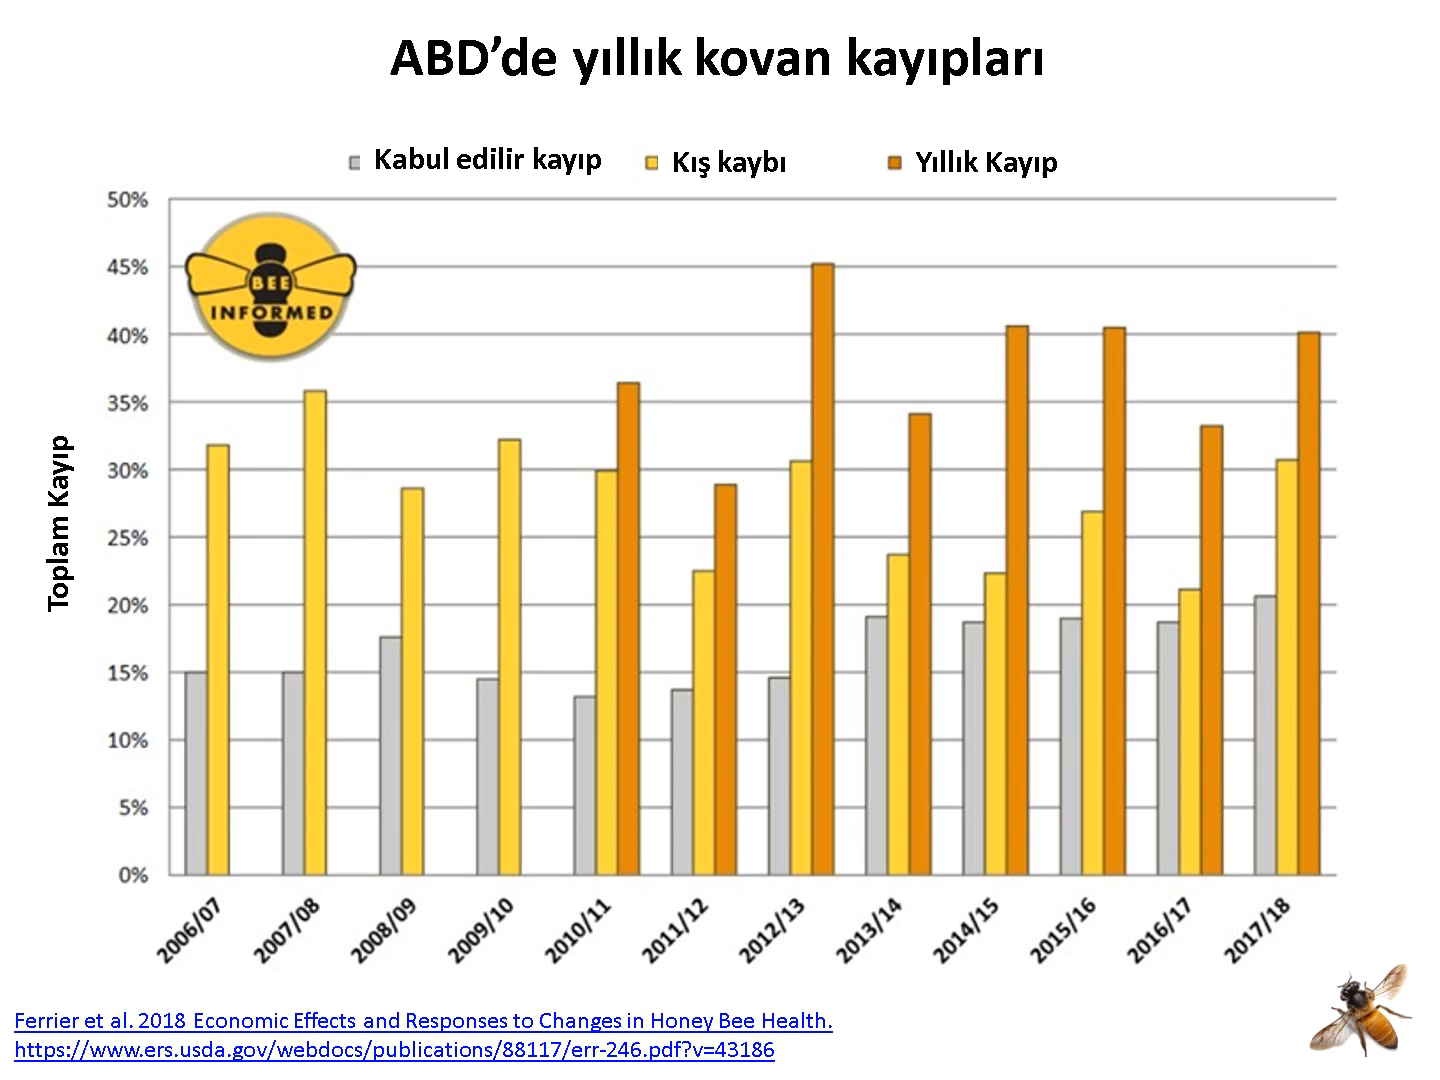 ABD’de yıllık kovan kayıpları
Kabul edilir kayıp
Kış kaybı
Yıllık Kayıp
50%
45%
40%
35%
30%
25%
20%
15%
10%
5%
0%
Toplam Kayıp
BEE
INFORMED
2006/07
2007/08
2008/09
2009/10
2010/11
2011/12
2012/13
2013/14
2014/15
2015/16
2016/17
2017/18
Ferrier et al. 2018 Economic Effects and Responses to Changes in Honey Bee Health.
https://www.ers.usda.gov/webdocs/publications/88117/err-246.pdf?v=43186